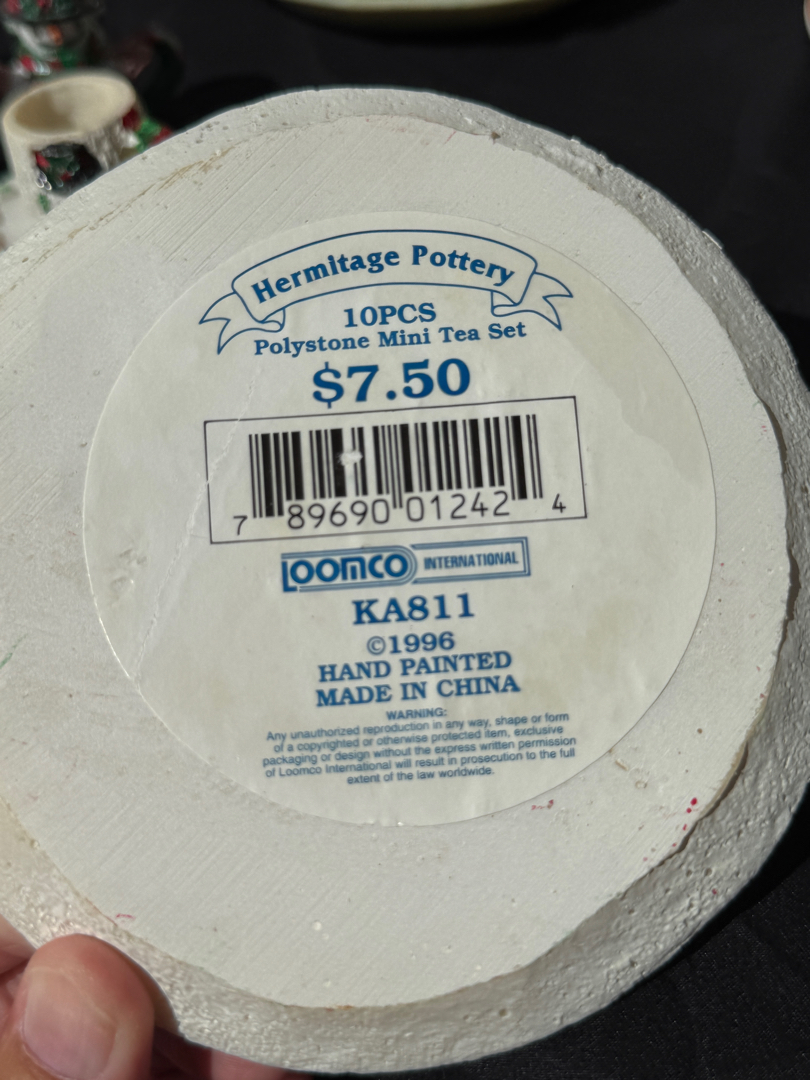 Hermitage Pottery
10PCS
Polystone Mini Tea Set
$7.50
7 89690 01242 4
LOOMCO INTERNATIONAL
KA811
©1996
HAND PAINTED
MADE IN CHINA
WARNING:
Any unauthorized reproduction in any way, shape or form
of a copyrighted or otherwise protected item, exclusive
packaging or design without the express written permission
of Loomco International will result in prosecution to the full
extent of the law worldwide.